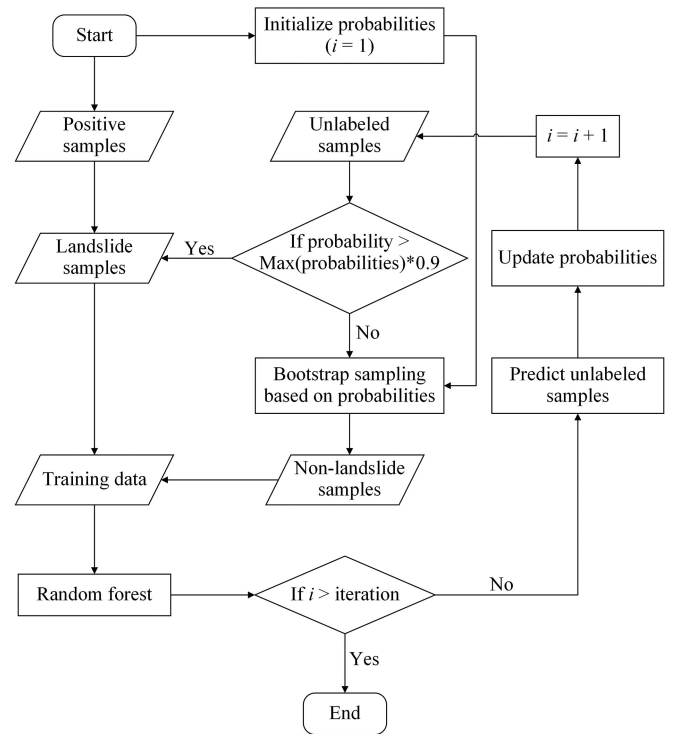 Start
Initialize probabilities
(i = 1)
Positive
samples
Unlabeled
samples
i = i + 1
Landslide
samples
Yes
If probability >
Max(probabilities)*0.9
Update probabilities
No
Bootstrap sampling
based on probabilities
Predict unlabeled
samples
Training data
Non-landslide
samples
Random forest
If i > iteration
No
Yes
End